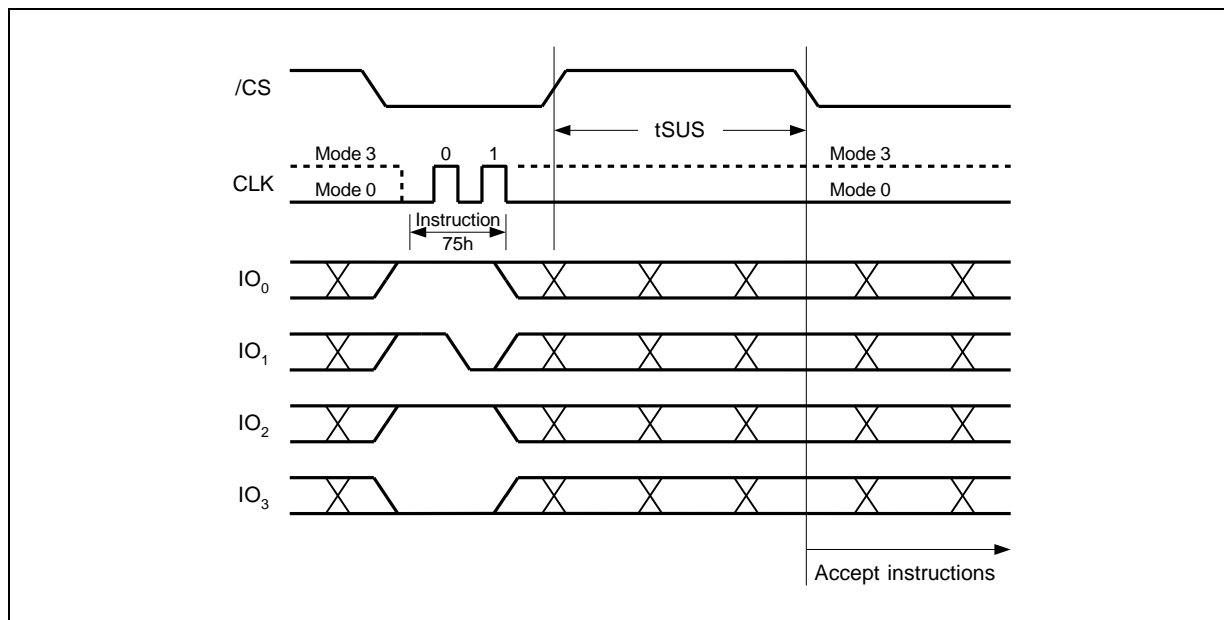 /CS
tSUS
Mode 3 0 1 Mode 3
CLK
Mode 0 Mode 0
Instruction
75h
IO0
IO1
IO2
IO3
Accept instructions